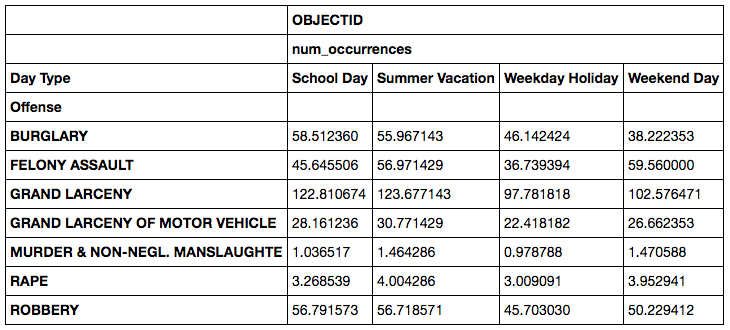 OBJECTID
num_occurrences
Day Type School Day Summer Vacation Weekday Holiday Weekend Day
Offense
BURGLARY 58.512360 55.967143 46.142424 38.222353
FELONY ASSAULT 45.645506 56.971429 36.739394 59.560000
GRAND LARCENY 122.810674 123.677143 97.781818 102.576471
GRAND LARCENY OF MOTOR VEHICLE 28.161236 30.771429 22.418182 26.662353
MURDER & NON-NEGL. MANSLAUGHTE 1.036517 1.464286 0.978788 1.470588
RAPE 3.268539 4.004286 3.009091 3.952941
ROBBERY 56.791573 56.718571 45.703030 50.229412